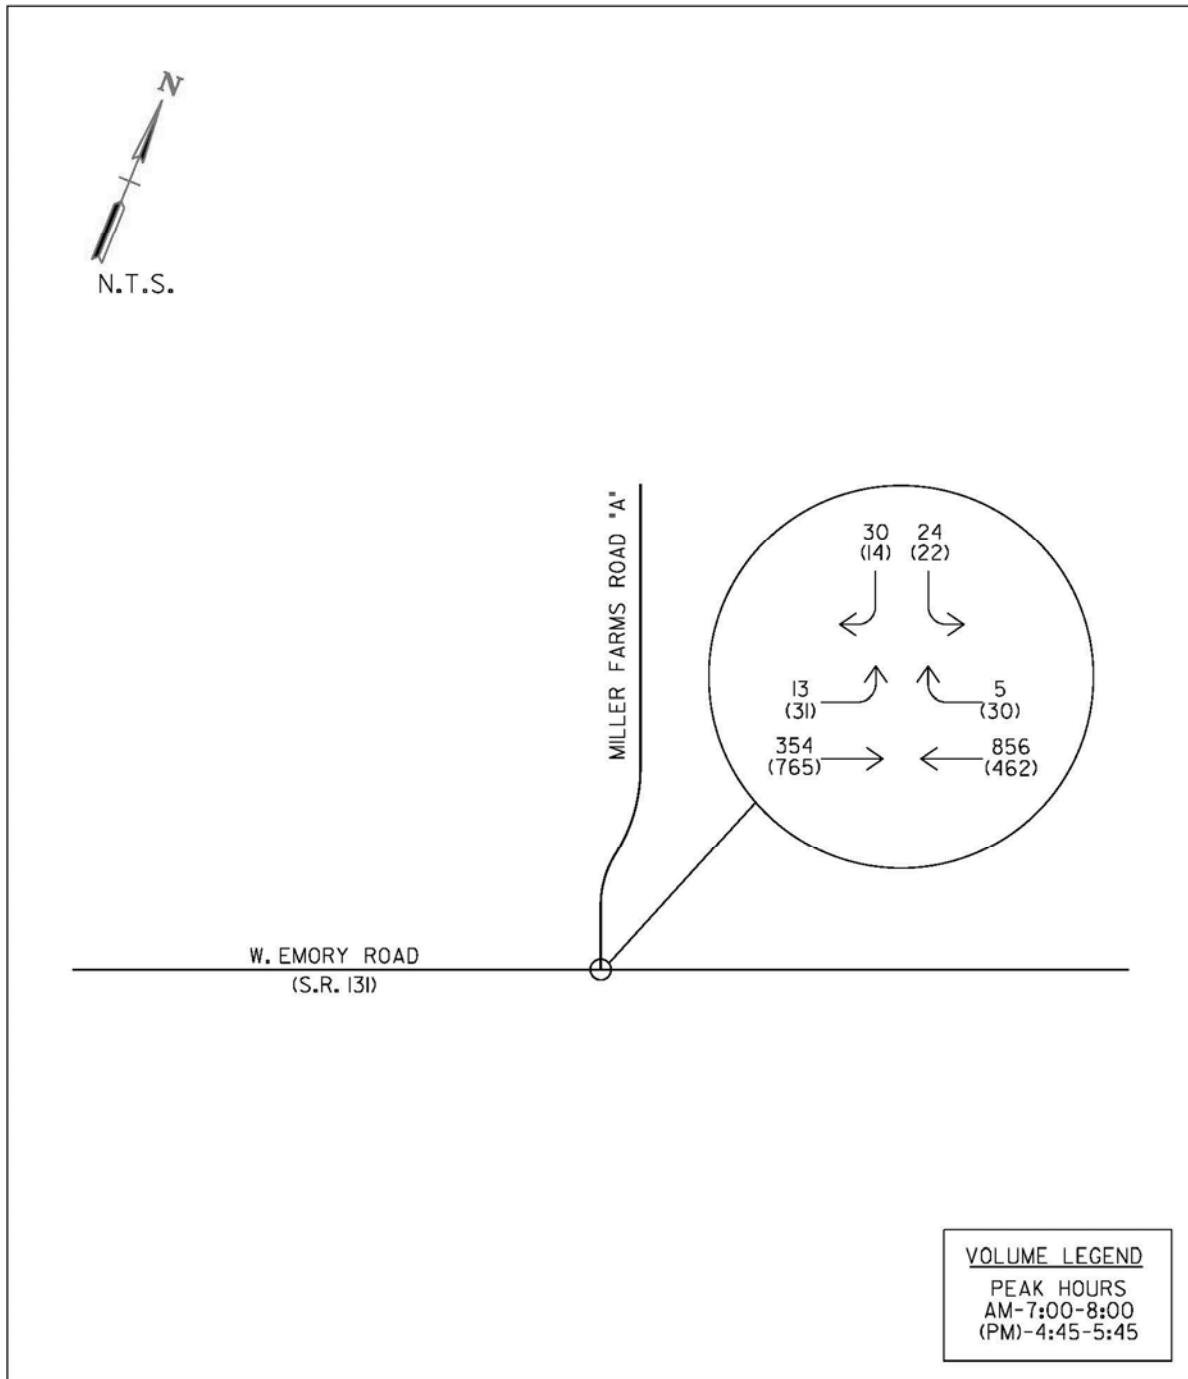 N
N.T.S.
MILLER FARMS ROAD "A"
30 24
(14) (22)
13 5
(31) (30)
354 856
(765) (462)
W. EMORY ROAD
(S.R. 131)
VOLUME LEGEND
PEAK HOURS
AM-7:00-8:00
(PM)-4:45-5:45